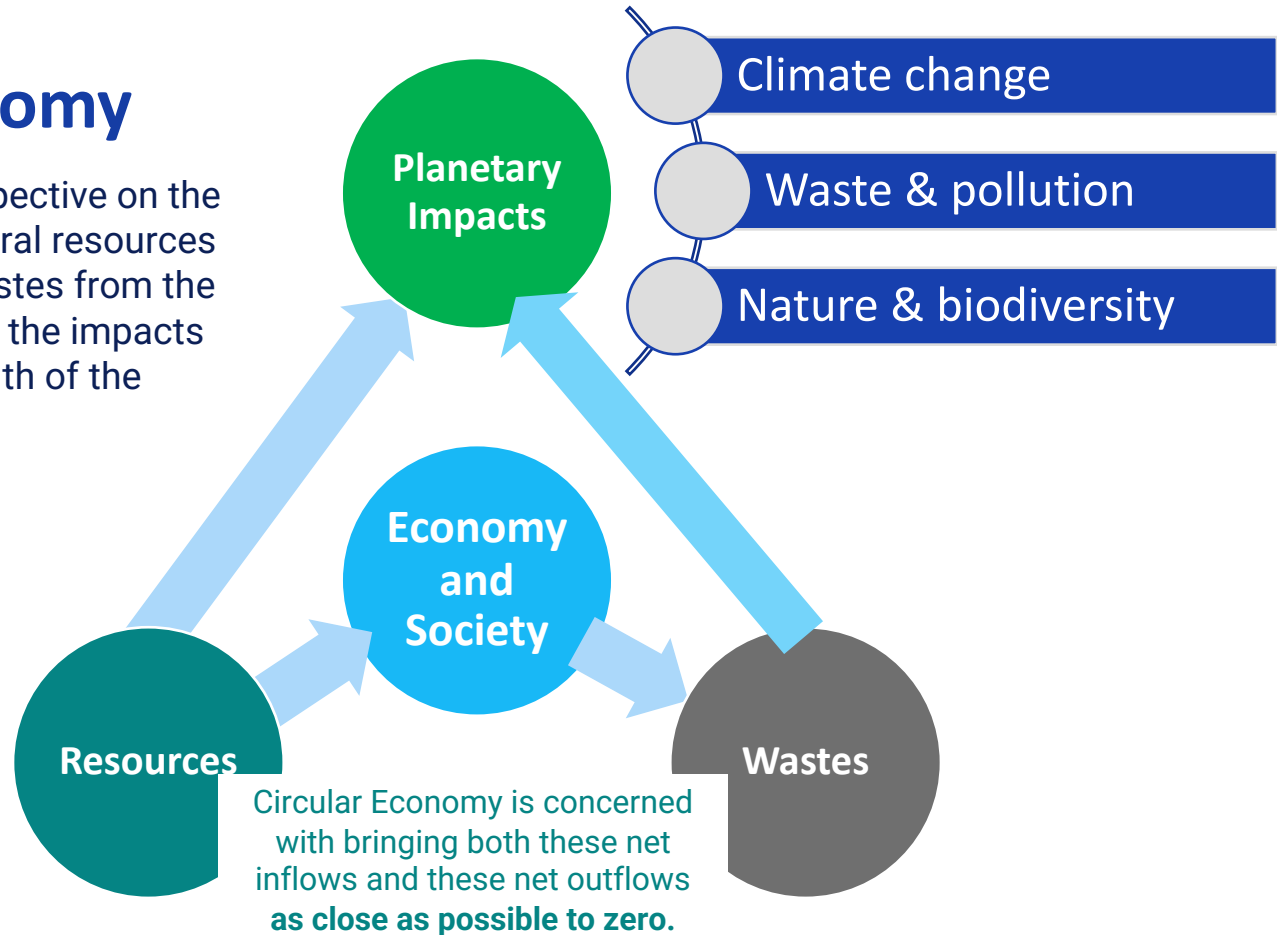 omy
pective on the
ral resources
stes from the
the impacts
th of the
Planetary
Impacts
Climate change
Waste & pollution
Nature & biodiversity
Economy
and
Society
Resources
Wastes
Circular Economy is concerned
with bringing both these net
inflows and these net outflows
as close as possible to zero.